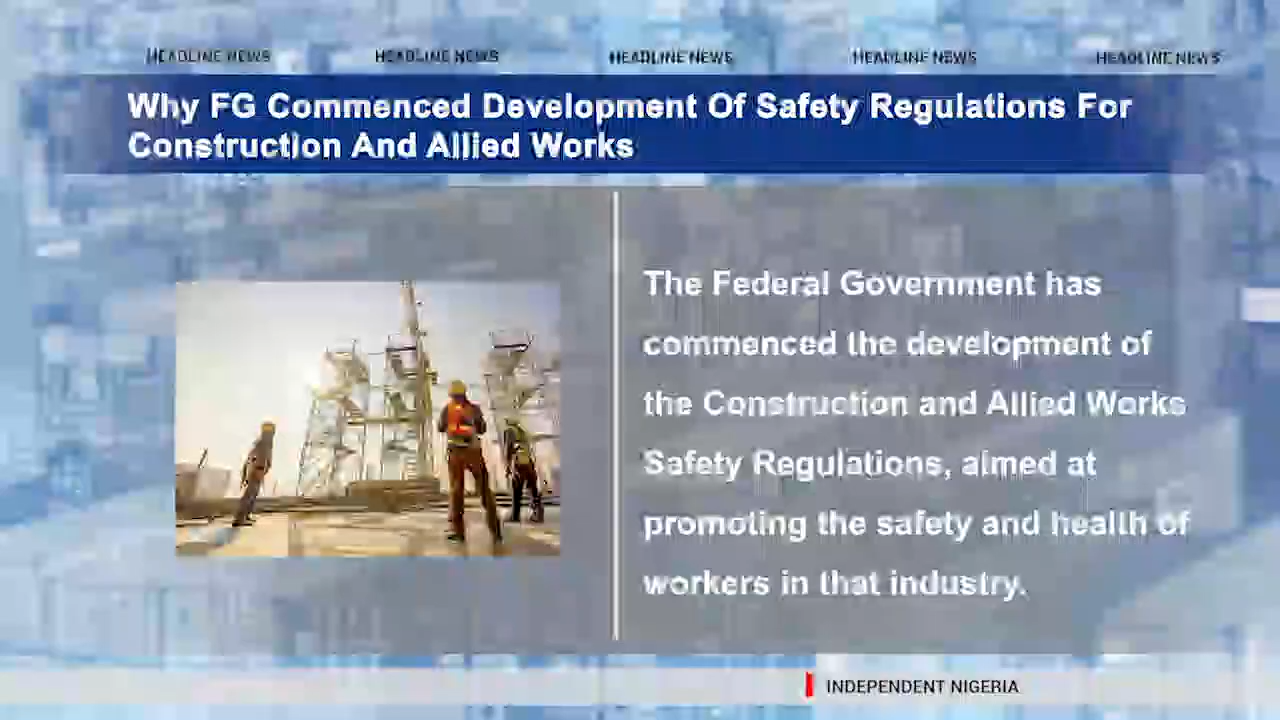 HEADLINE NEWS HEADLINE NEWS HEADLINE NEWS HEADLINE NEWS HEADLINE NEWS
Why FG Commenced Development Of Safety Regulations For
Construction And Allied Works
The Federal Government has
commenced the development of
the Construction and Allied Works
Safety Regulations, aimed at
promoting the safety and health of
workers in that industry.
INDEPENDENT NIGERIA